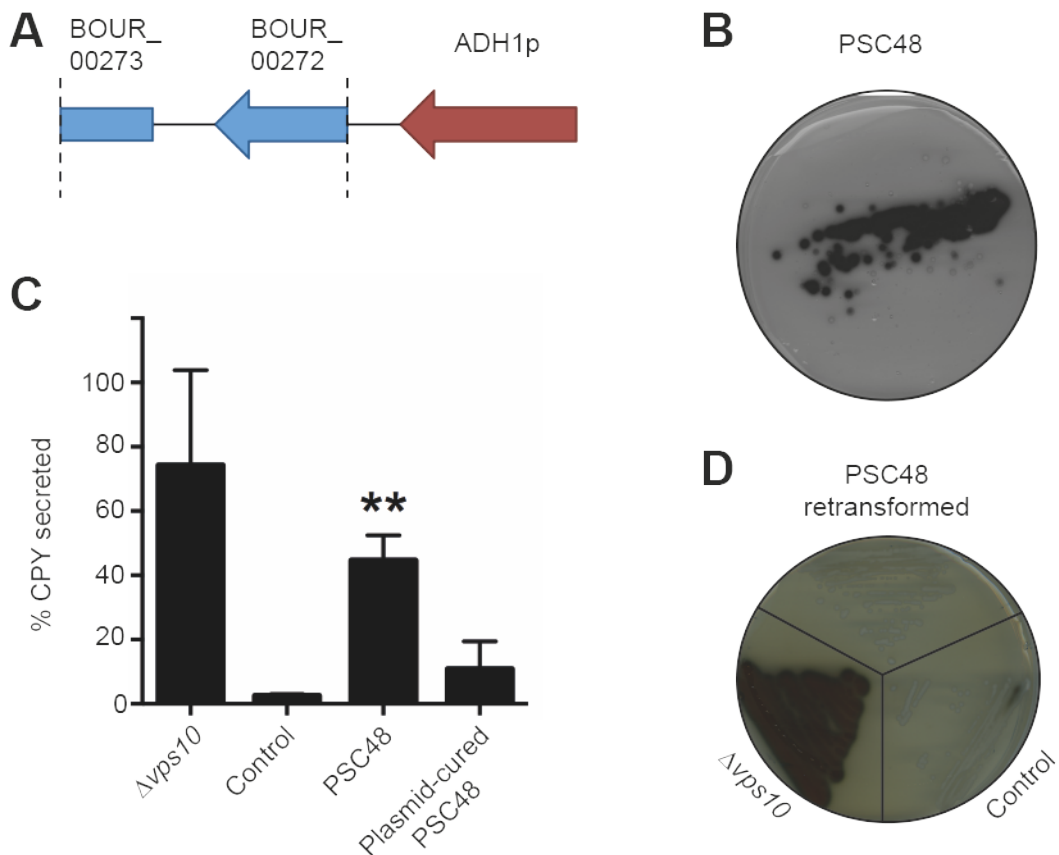 A
BOUR_
00273
BOUR_
00272
ADH1p
B
PSC48
C
% CPY secreted
100
80
60
40
20
0
**
Δvps10
Control
PSC48
Plasmid-cured
PSC48
D
PSC48
retransformed
Δvps10
Control